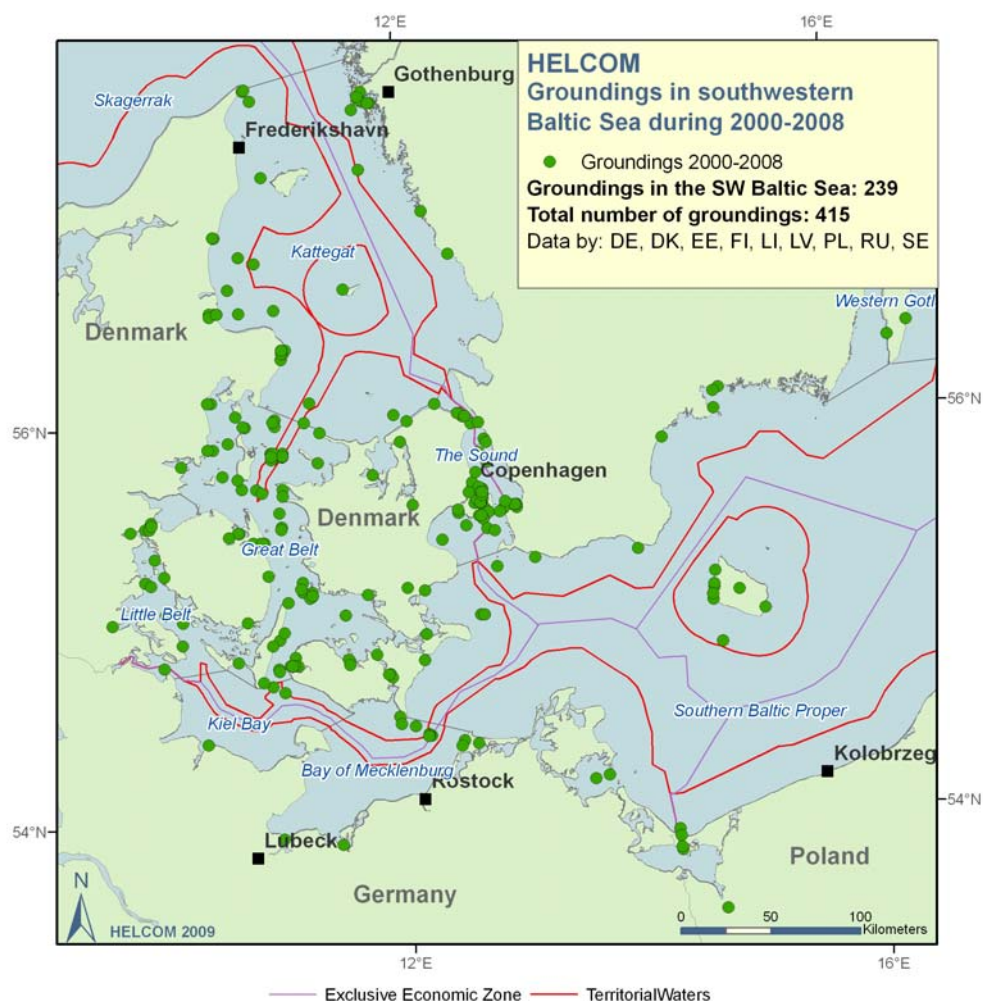 12°E
16°E
HELCOM
Groundings in southwestern
Baltic Sea during 2000-2008
Groundings 2000-2008
Groundings in the SW Baltic Sea: 239
Total number of groundings: 415
Data by: DE, DK, EE, FI, LI, LV, PL, RU, SE
Gothenburg
Skagerrak
Frederikshavn
Kattegat
Western Gotl
Denmark
56°N
56°N
The Sound
Copenhagen
Denmark
Great Belt
Little Belt
Southern Baltic Proper
Kiel Bay
Kolobrzeg
Bay of Mecklenburg
Rostock
54°N
54°N
Lubeck
Poland
Germany
N
HELCOM 2009
0 50 100
Kilometers
12°E
16°E
Exclusive Economic Zone
TerritorialWaters